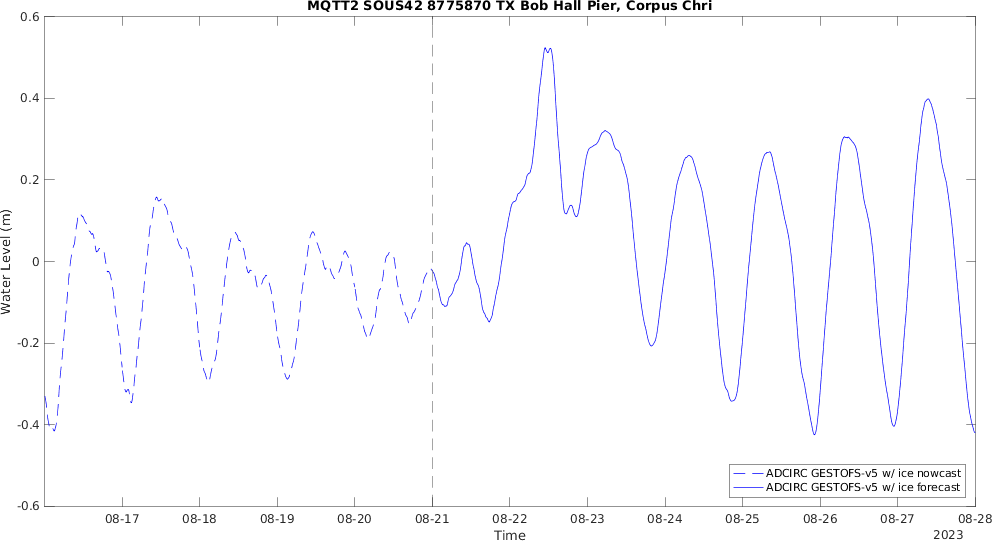 MQTT2 SOUS42 8775870 TX Bob Hall Pier, Corpus Chri
0.6
0.4
0.2
0
-0.2
-0.4
-0.6
Water Level (m)
08-17 08-18 08-19 08-20 08-21 08-22 08-23 08-24 08-25 08-26 08-27 08-28
Time
2023
ADCIRC GESTOFS-v5 w/ ice nowcast
ADCIRC GESTOFS-v5 w/ ice forecast